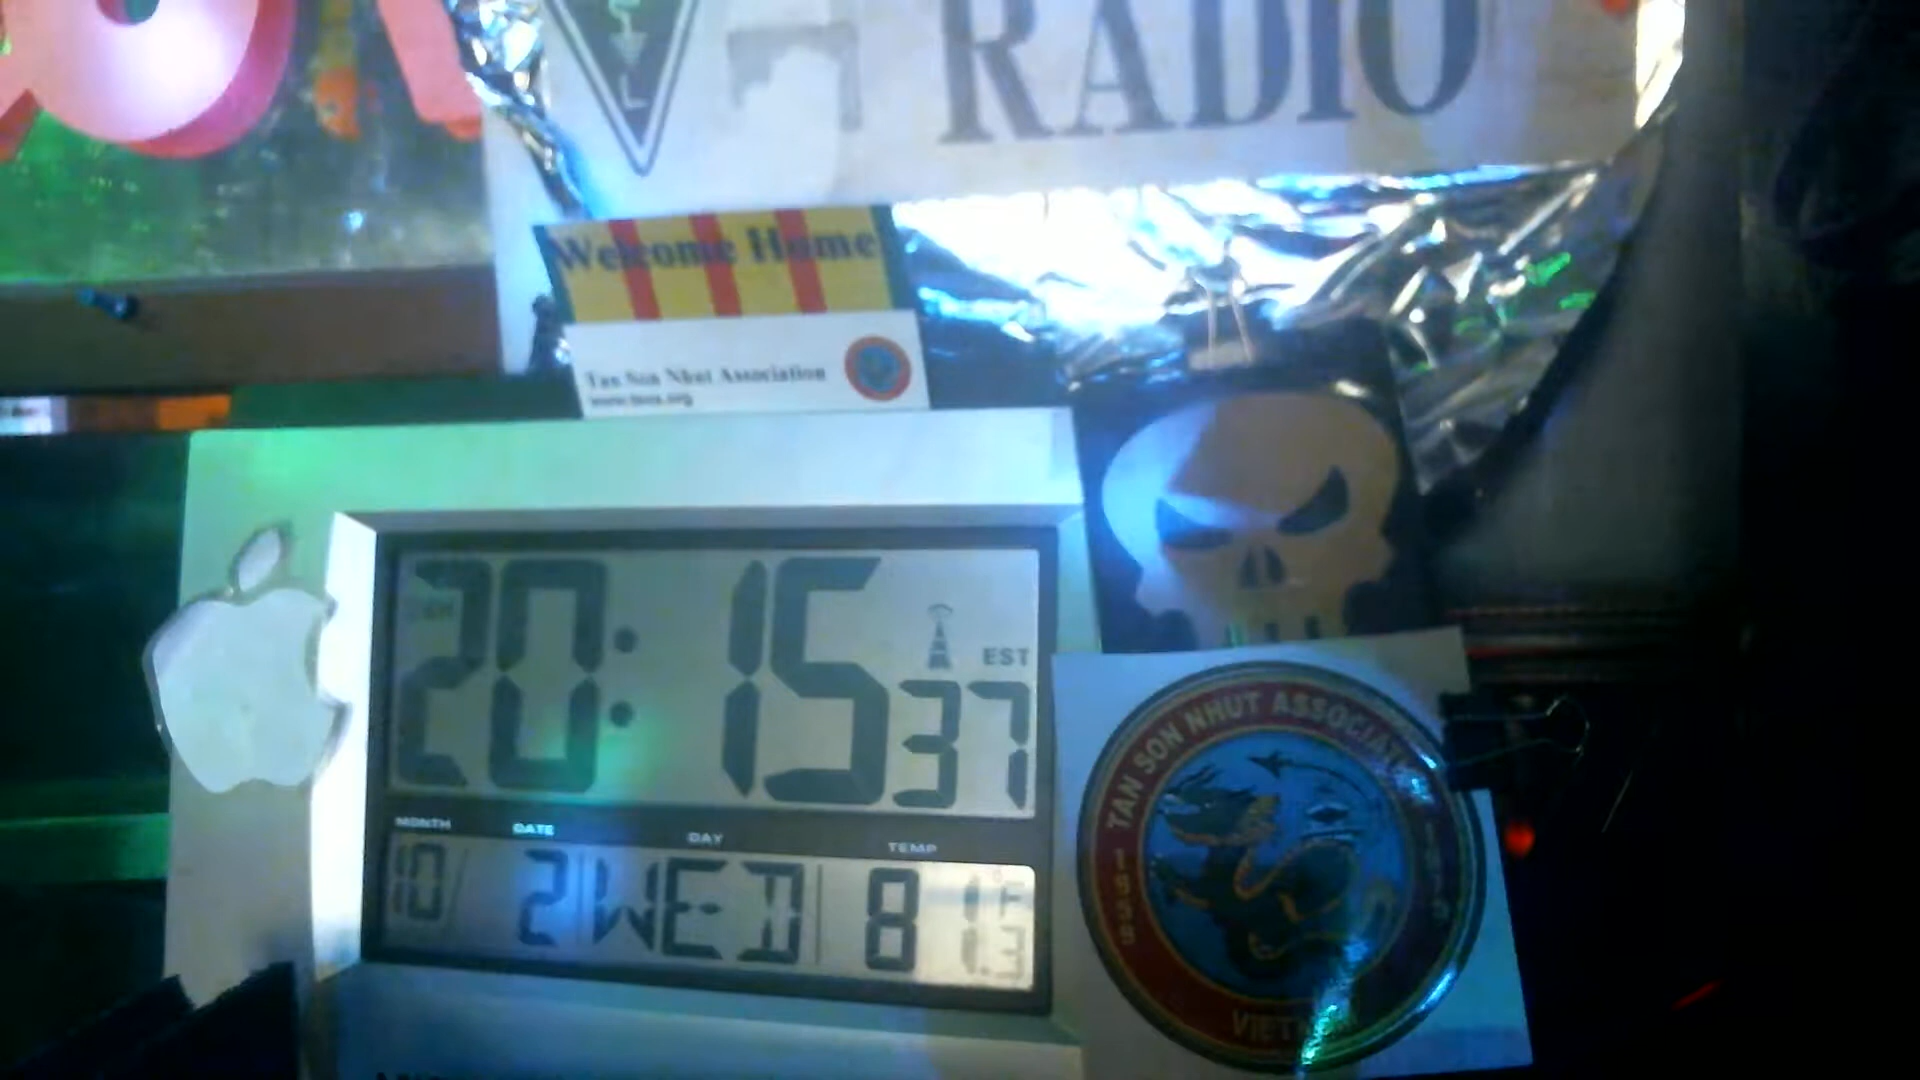 RADIO
L
Welcome Home
Tan Son Nhut Association
www.tsna.org
20:15
EST
37
MONTH DATE DAY TEMP
10/ 2 WED 81.3°F
TAN SON NHUT ASSOCIATION
VIETNAM